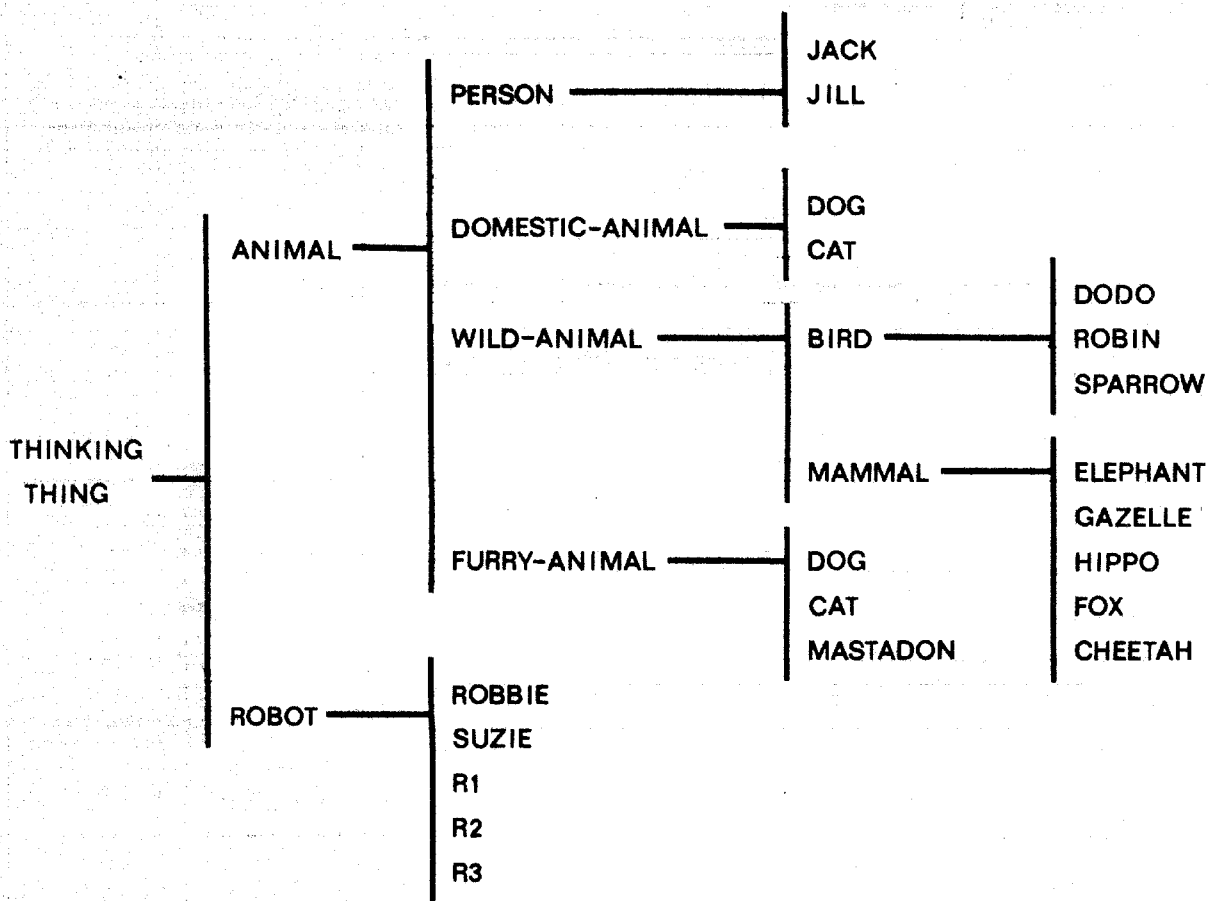 THINKING
THING
ANIMAL
ROBOT
PERSON
DOMESTIC-ANIMAL
WILD-ANIMAL
FURRY-ANIMAL
ROBBIE
SUZIE
R1
R2
R3
JACK
JILL
DOG
CAT
BIRD
MAMMAL
DOG
CAT
MASTADON
DODO
ROBIN
SPARROW
ELEPHANT
GAZELLE
HIPPO
FOX
CHEETAH